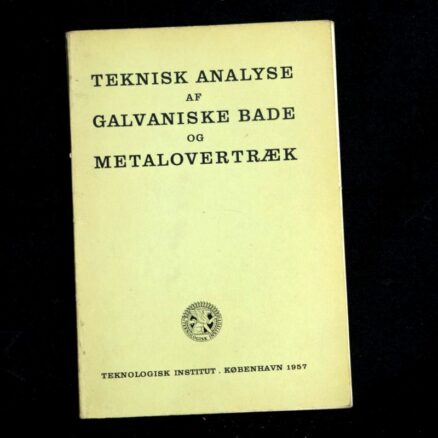 TEKNISK ANALYSE
AF
GALVANISKE BADE
OG
METALOVERTRÆK
TEKNOLOGISK INSTITUT . KØBENHAVN 1957